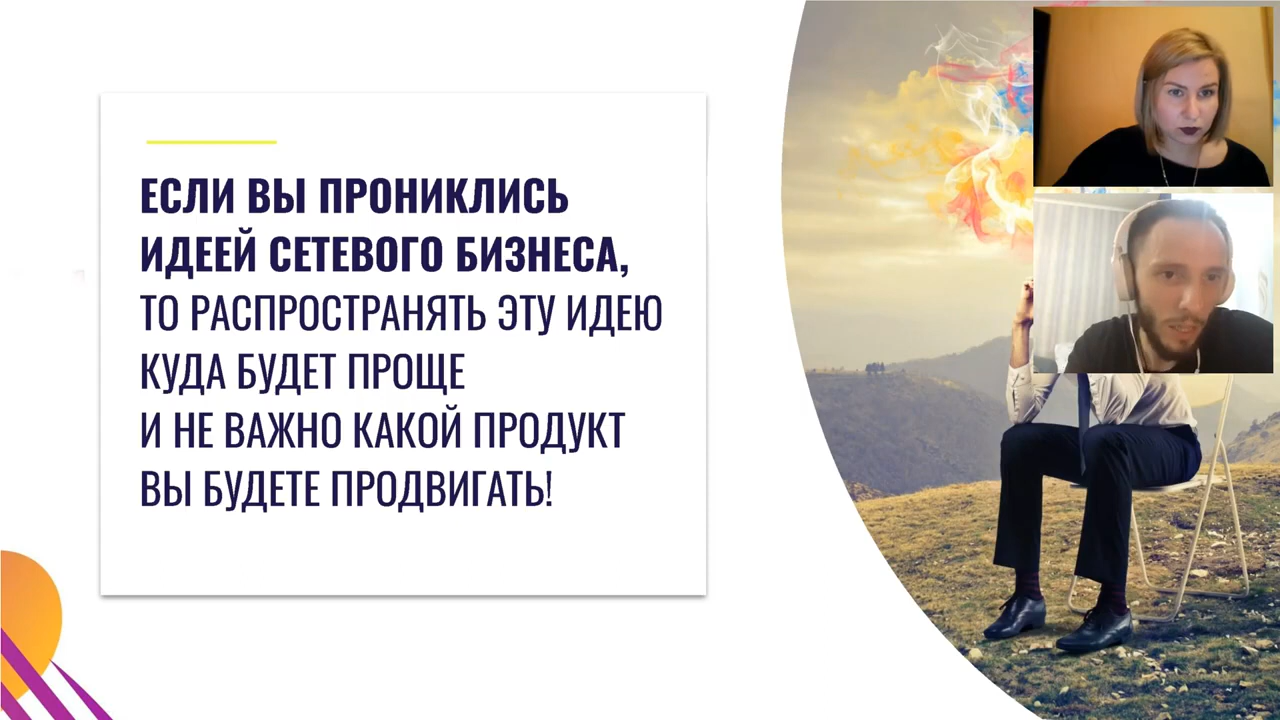 ЕСЛИ ВЫ ПРОНИКЛИСЬ
ИДЕЕЙ СЕТЕВОГО БИЗНЕСА,
ТО РАСПРОСТРАНЯТЬ ЭТУ ИДЕЮ
КУДА БУДЕТ ПРОЩЕ
И НЕ ВАЖНО КАКОЙ ПРОДУКТ
ВЫ БУДЕТЕ ПРОДВИГАТЬ!